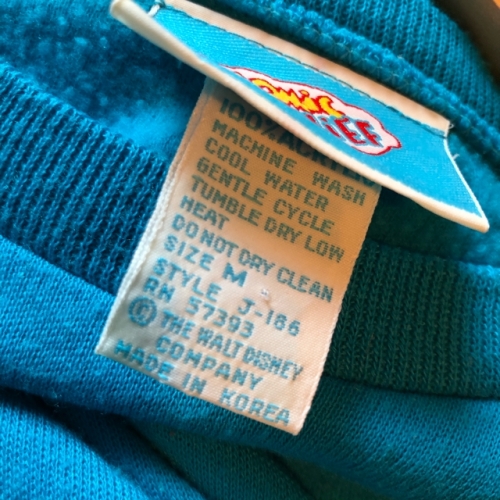 100% ACRYLIC
MACHINE WASH
COOL WATER
GENTLE CYCLE
TUMBLE DRY LOW
HEAT
DO NOT DRY CLEAN
SIZE M
STYLE J-186
RN 57393
© THE WALT DISNEY
COMPANY
MADE IN KOREA